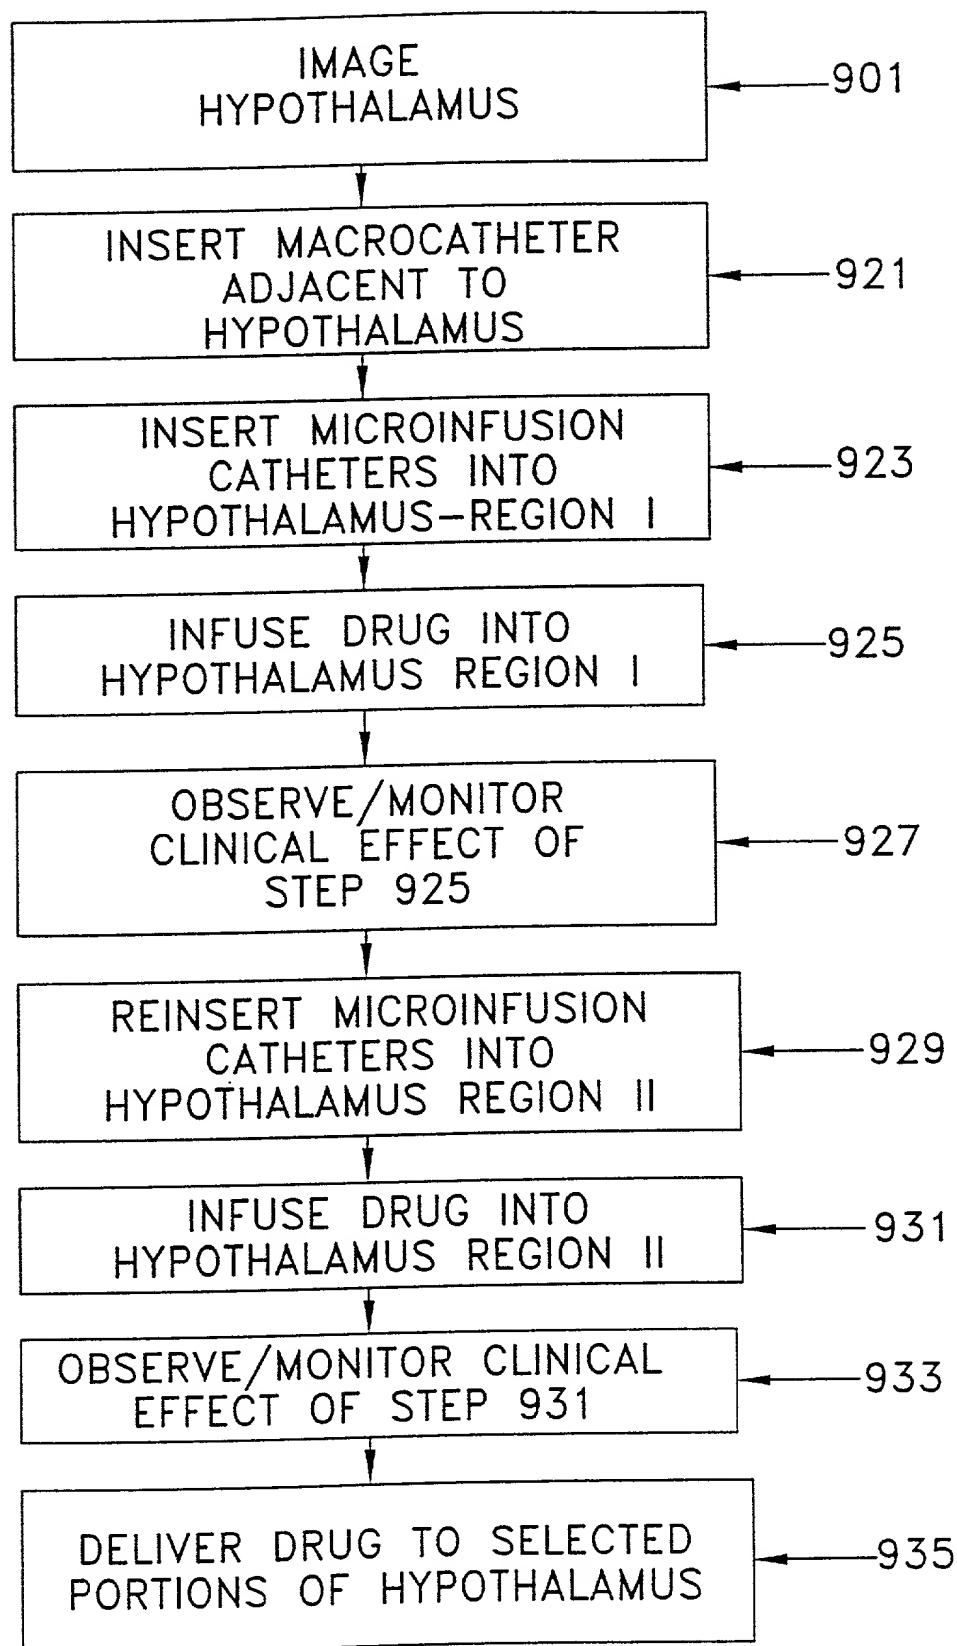 IMAGE
HYPOTHALAMUS
901
INSERT MACROCATHETER
ADJACENT TO
HYPOTHALAMUS
921
INSERT MICROINFUSION
CATHETERS INTO
HYPOTHALAMUS-REGION I
923
INFUSE DRUG INTO
HYPOTHALAMUS REGION I
925
OBSERVE/MONITOR
CLINICAL EFFECT OF
STEP 925
927
REINSERT MICROINFUSION
CATHETERS INTO
HYPOTHALAMUS REGION II
929
INFUSE DRUG INTO
HYPOTHALAMUS REGION II
931
OBSERVE/MONITOR CLINICAL
EFFECT OF STEP 931
933
DELIVER DRUG TO SELECTED
PORTIONS OF HYPOTHALAMUS
935